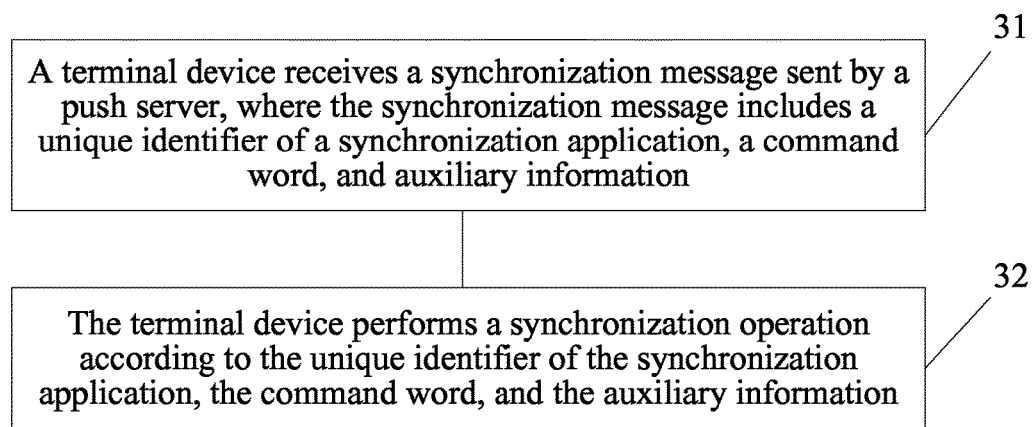 31
A terminal device receives a synchronization message sent by a
push server, where the synchronization message includes a
unique identifier of a synchronization application, a command
word, and auxiliary information
32
The terminal device performs a synchronization operation
according to the unique identifier of the synchronization
application, the command word, and the auxiliary information